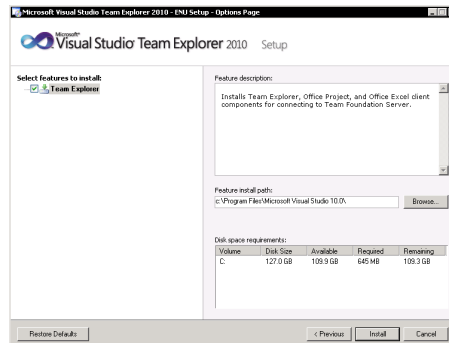 Microsoft Visual Studio Team Explorer 2010 - ENU Setup - Options Page
Microsoft
Visual Studio Team Explorer 2010 Setup
Select features to install:
Team Explorer
Feature description:
Installs Team Explorer, Office Project, and Office Excel client
components for connecting to Team Foundation Server.
Feature install path:
c:\Program Files\Microsoft Visual Studio 10.0\
Browse...
Disk space requirements:
Volume Disk Size Available Required Remaining
C: 127.0 GB 109.9 GB 645 MB 109.3 GB
Restore Defaults < Previous Install Cancel